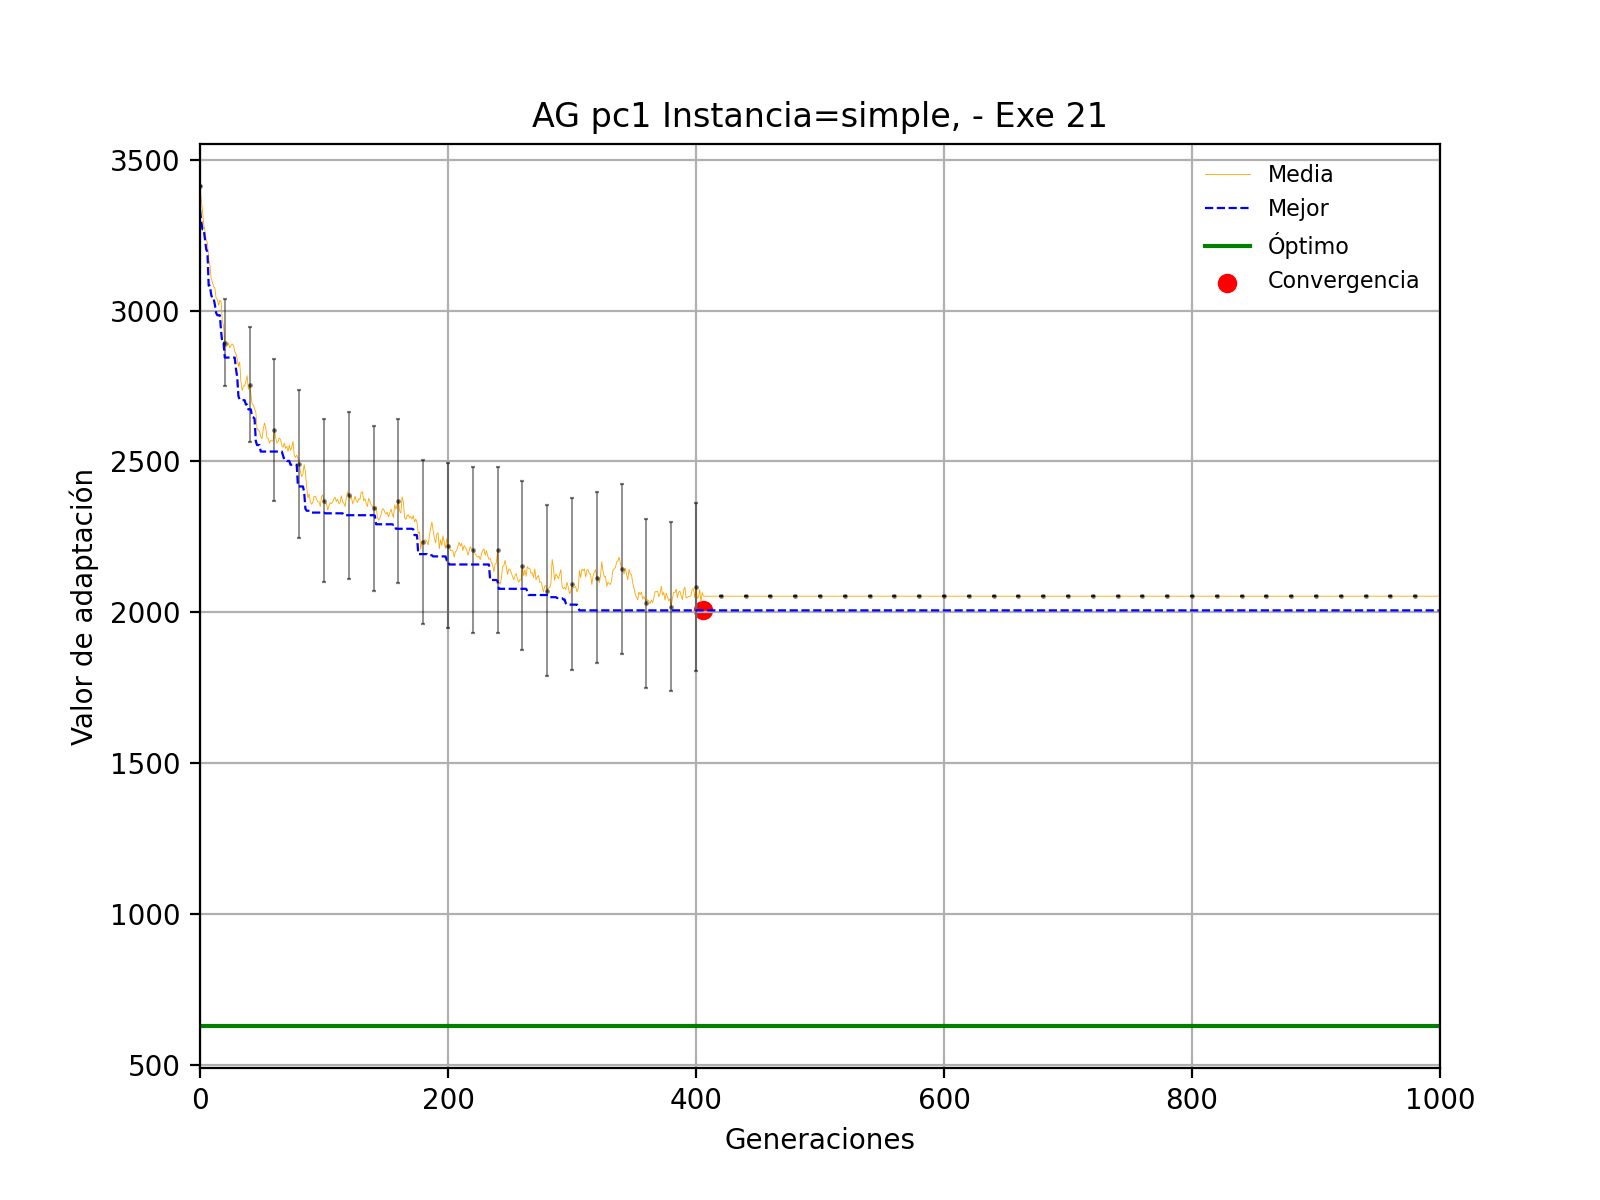 AG pc1 Instancia=simple, - Exe 21
Media
Mejor
Óptimo
Convergencia
3500
3000
2500
2000
1500
1000
500
Valor de adaptación
0 200 400 600 800 1000
Generaciones